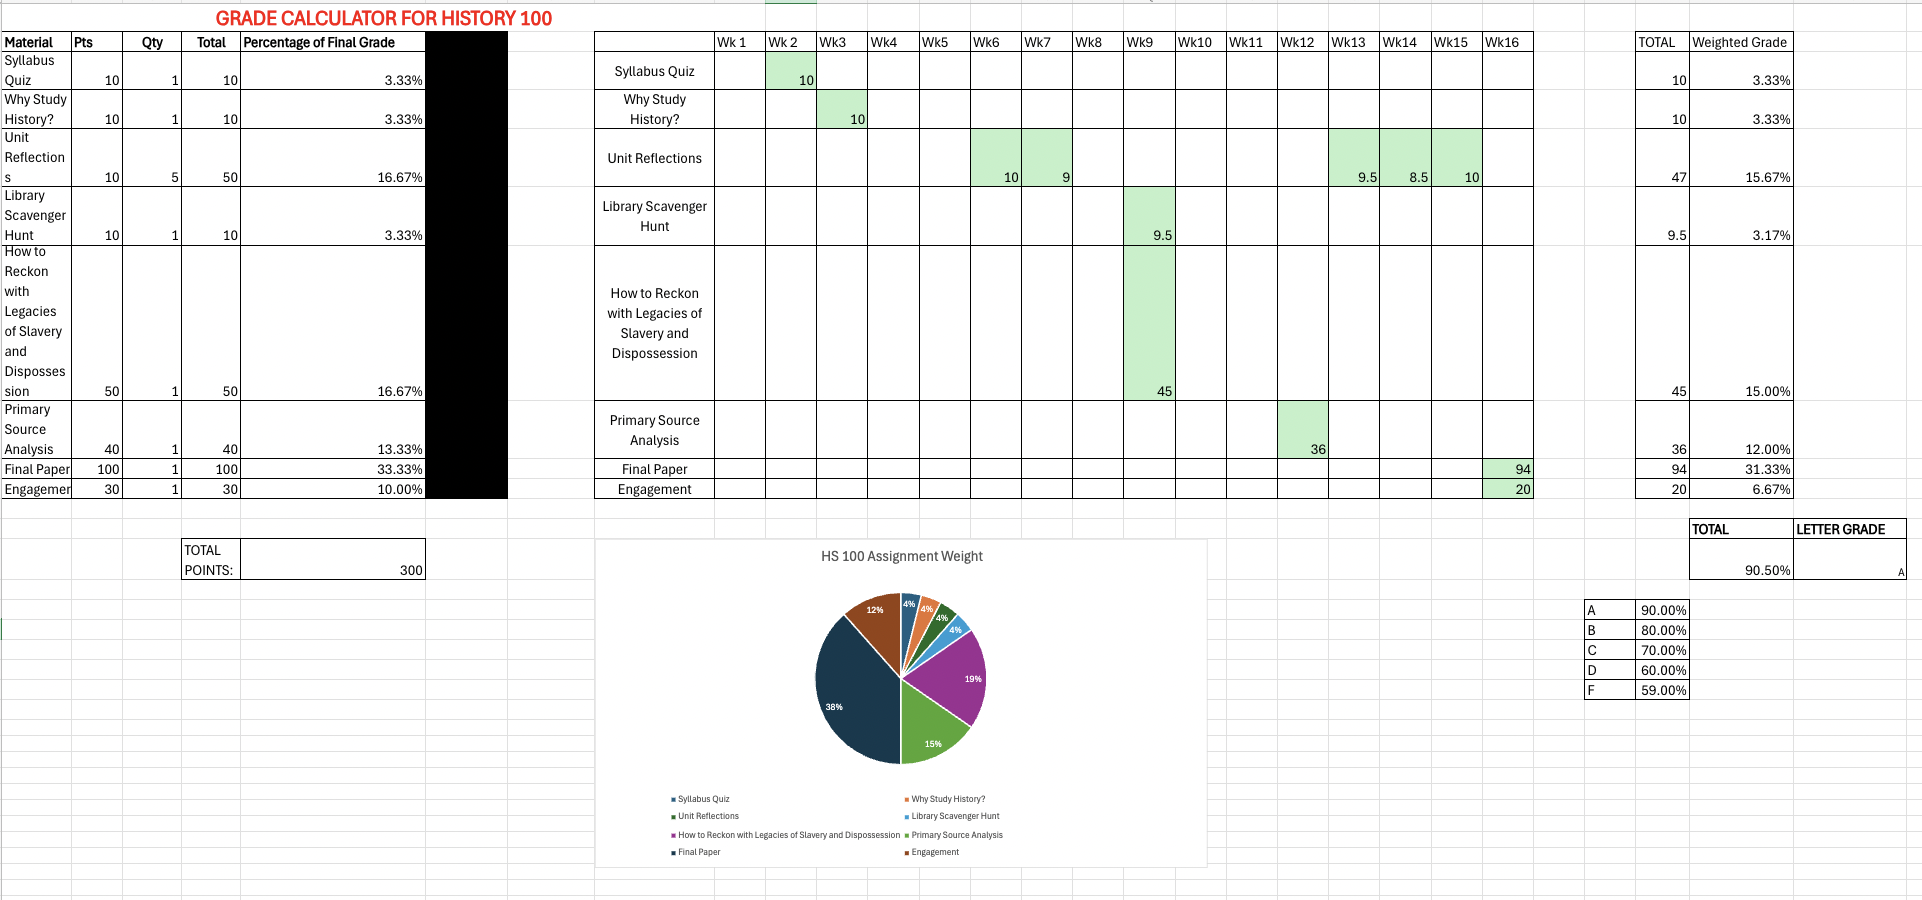 GRADE CALCULATOR FOR HISTORY 100
Material Pts Qty Total Percentage of Final Grade
Syllabus
Quiz 10 1 10 3.33%
Why Study
History? 10 1 10 3.33%
Unit
Reflection
s 10 5 50 16.67%
Library
Scavenger
Hunt 10 1 10 3.33%
How to
Reckon
with
Legacies
of Slavery
and
Disposses
sion 50 1 50 16.67%
Primary
Source
Analysis 40 1 40 13.33%
Final Paper 100 1 100 33.33%
Engagemer 30 1 30 10.00%
TOTAL
POINTS: 300
Wk 1 Wk 2 Wk3 Wk4 Wk5 Wk6 Wk7 Wk8 Wk9 Wk10 Wk11 Wk12 Wk13 Wk14 Wk15 Wk16
Syllabus Quiz 10
Why Study
History? 10
Unit Reflections 10 9 9.5 8.5 10
Library Scavenger
Hunt 9.5
How to Reckon
with Legacies of
Slavery and
Dispossession 45
Primary Source
Analysis 36
Final Paper 94
Engagement 20
TOTAL Weighted Grade
10 3.33%
10 3.33%
47 15.67%
9.5 3.17%
45 15.00%
36 12.00%
94 31.33%
20 6.67%
TOTAL LETTER GRADE
90.50% A
A 90.00%
B 80.00%
C 70.00%
D 60.00%
F 59.00%
HS 100 Assignment Weight
4%
4%
4%
4%
19%
15%
38%
12%
Syllabus Quiz Why Study History?
Unit Reflections Library Scavenger Hunt
How to Reckon with Legacies of Slavery and Dispossession Primary Source Analysis
Final Paper Engagement